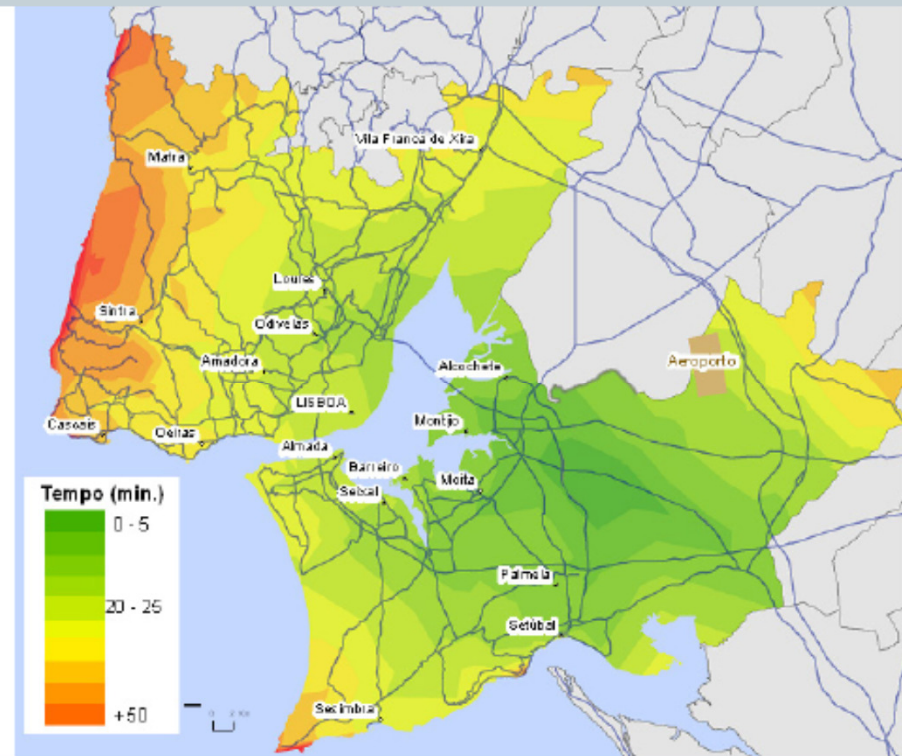 Mafra
Vila Franca de Xira
Loures
Sintra
Odivelas
Amadora
Alcochete
Aeroporto
LISBOA
Cascais
Oeiras
Montijo
Almada
Barreiro
Seixal
Moita
Palmela
Setúbal
Sesimbra
Tempo (min.)
0 - 5
20 - 25
+50